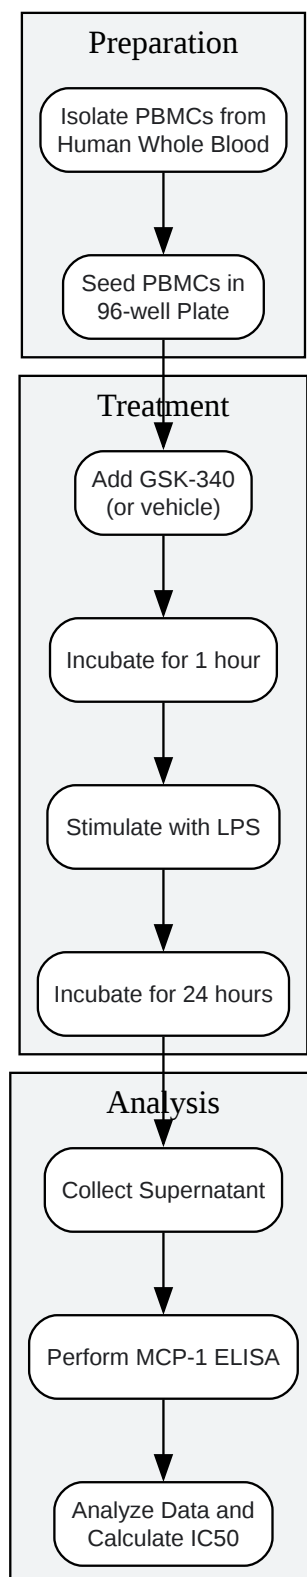 Preparation
Isolate PBMCs from
Human Whole Blood
Seed PBMCs in
96-well Plate
Treatment
Add GSK-340
(or vehicle)
Incubate for 1 hour
Stimulate with LPS
Incubate for 24 hours
Analysis
Collect Supernatant
Perform MCP-1 ELISA
Analyze Data and
Calculate IC50